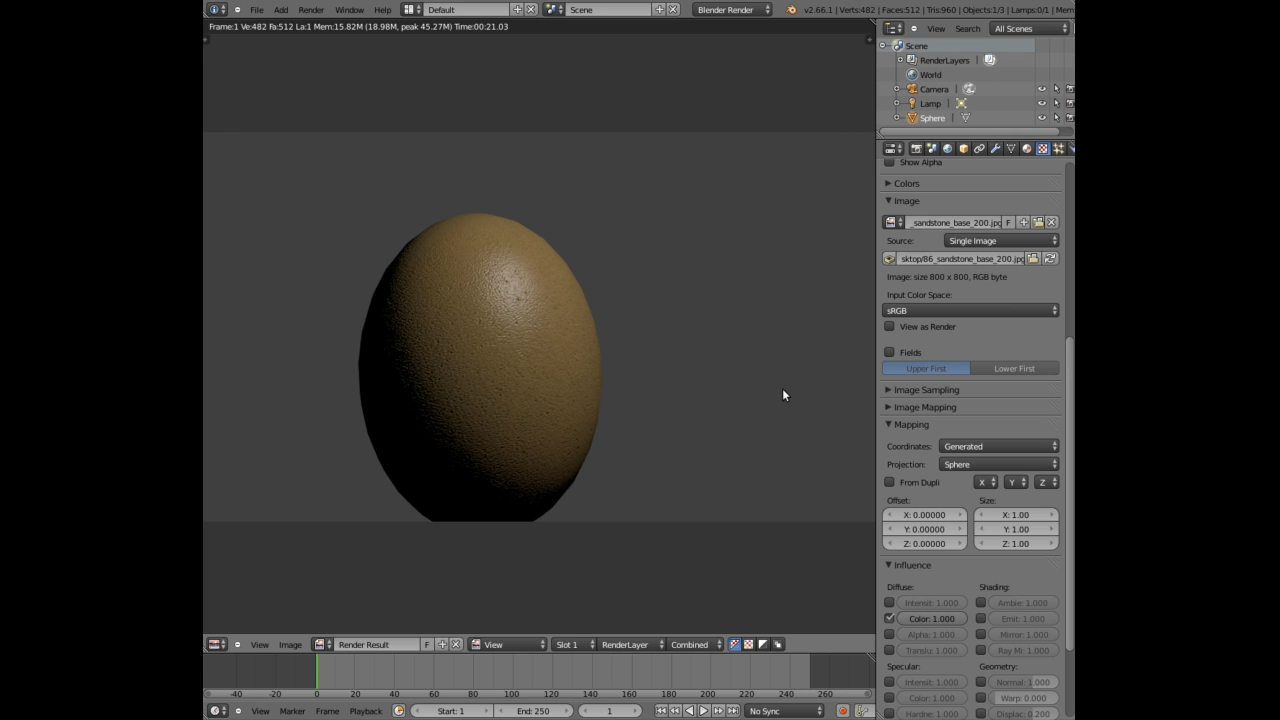 File Add Render Window Help Default Scene Blender Render v2.66.1 | Verts:482 | Faces:512 | Tris:960 | Objects:1/3 | Lamps:0/1 | Mem
Frame:1 Ve:482 Fa:512 La:1 Mem:15.82M (18.98M, peak 45.27M) Time:00:21.03
View Search All Scenes
Scene
RenderLayers |
World
Camera |
Lamp |
Sphere |
Show Alpha
Colors
Image
_sandstone_base_200.jpg F
Source: Single Image
sktop/86_sandstone_base_200.jpg
Image: size 800 x 800, RGB byte
Input Color Space:
sRGB
View as Render
Fields
Upper First Lower First
Image Sampling
Image Mapping
Mapping
Coordinates: Generated
Projection: Sphere
From Dupli X Y Z
Offset: Size:
X: 0.00000 X: 1.00
Y: 0.00000 Y: 1.00
Z: 0.00000 Z: 1.00
Influence
Diffuse: Shading:
Intensit: 1.000 Ambie: 1.000
Color: 1.000 Emit: 1.000
Alpha: 1.000 Mirror: 1.000
Translu: 1.000 Ray Mi: 1.000
Specular: Geometry:
Intensit: 1.000 Normal: 1.000
Color: 1.000 Warp: 0.000
Hardne: 1.000 Displac: 0.200
View Image Render Result F View Slot 1 RenderLayer Combined
-40 -20 0 20 40 60 80 100 120 140 160 180 200 220 240 260
View Marker Frame Playback Start: 1 End: 250 1 No Sync